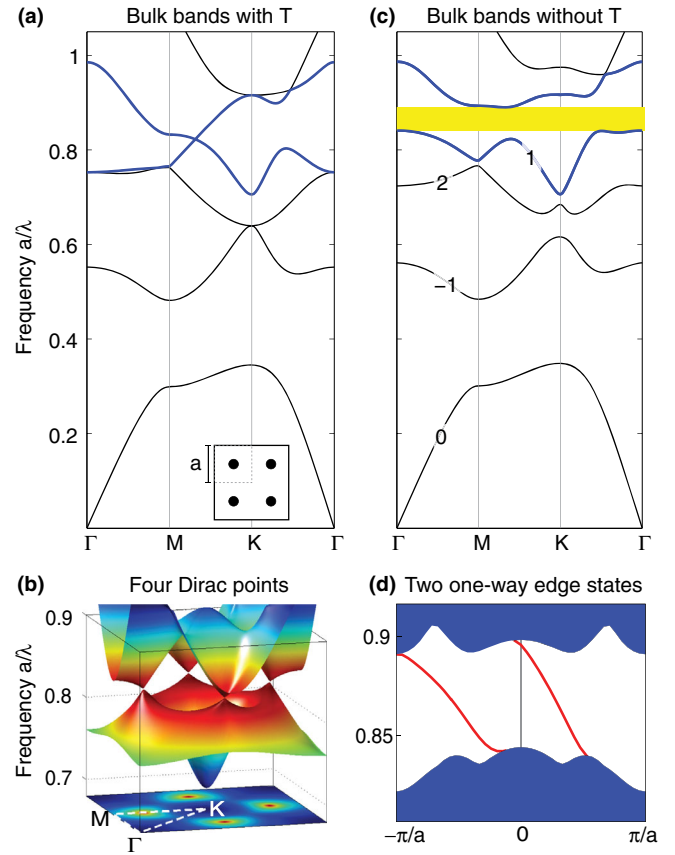 (a) Bulk bands with T
Frequency a/λ
1
0.8
0.6
0.4
0.2
a
Γ M K Γ
(c) Bulk bands without T
1
2
−1
0
Γ M K Γ
(b) Four Dirac points
Frequency a/λ
0.9
0.8
0.7
M
K
Γ
(d) Two one-way edge states
0.9
0.85
−π/a 0 π/a